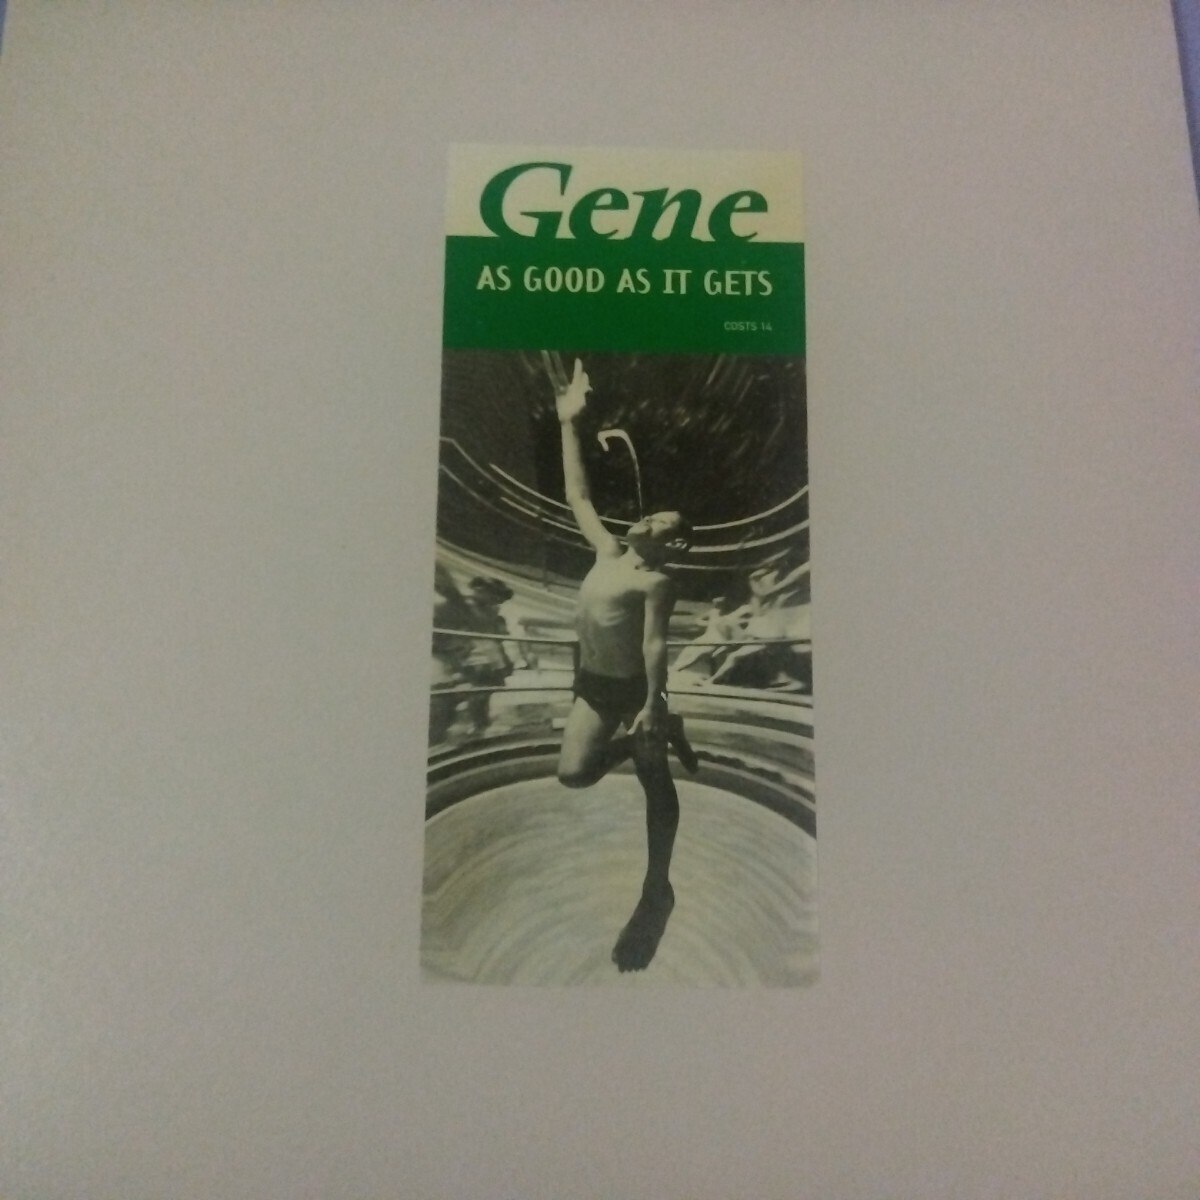 Gene
AS GOOD AS IT GETS
COSTS 14